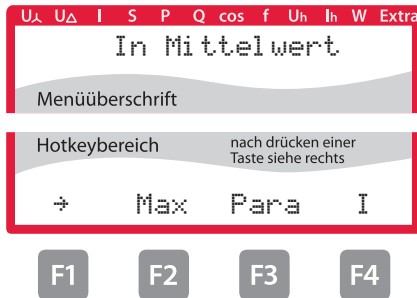 U⅄ U△ I S P Q cos f Uh Ih W Extra
In Mittelwert
Menüüberschrift
Hotkeybereich
nach drücken einer
Taste siehe rechts
→ Max Para I
F1 F2 F3 F4